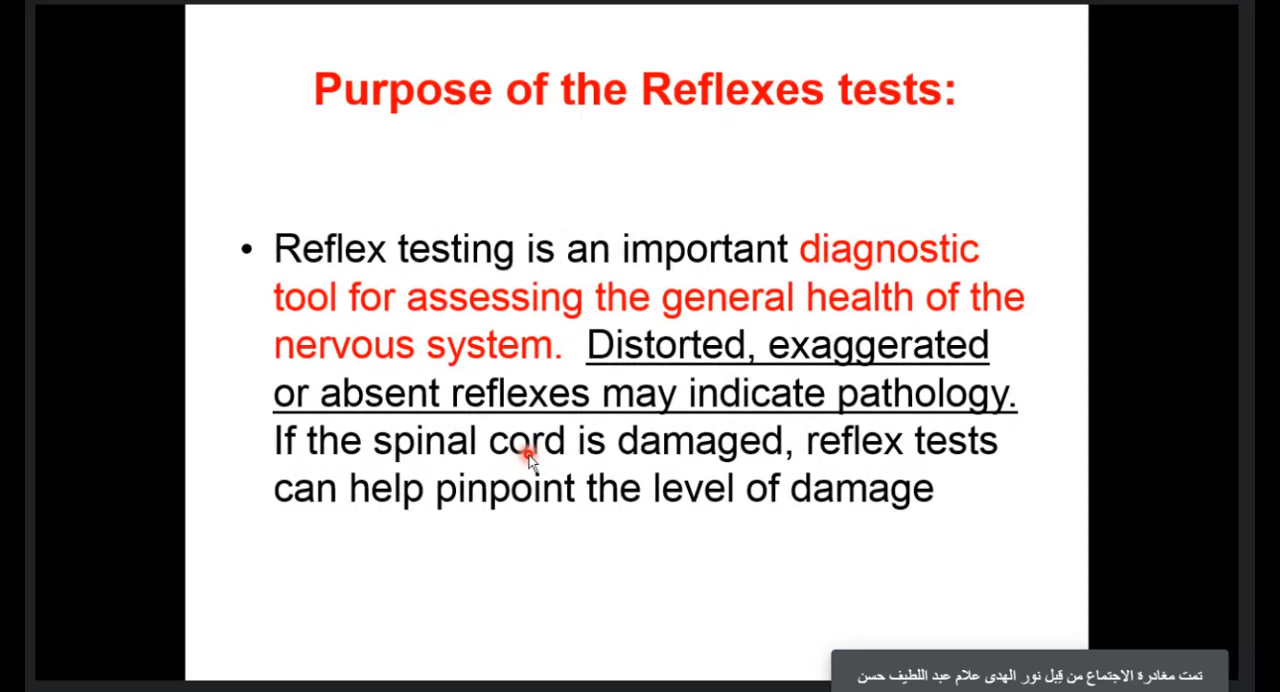 Purpose of the Reflexes tests:
• Reflex testing is an important diagnostic
tool for assessing the general health of the
nervous system. Distorted, exaggerated
or absent reflexes may indicate pathology.
If the spinal cord is damaged, reflex tests
can help pinpoint the level of damage
تمت مغادرة الاجتماع من قِبل نور الهدى علام عبد اللطيف حسن